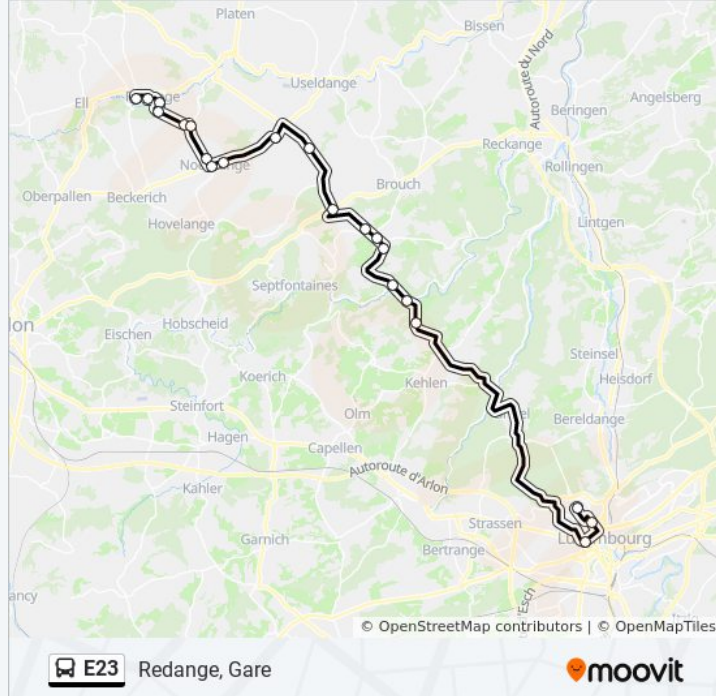 Platen
Bissen
Useldange
Autoroute du Nord
Angelsberg
Beringen
Ell
Reckange
Rollingen
Oberpallen
Beckerich
Brouch
Hovelange
Lintgen
Septfontaines
Hobscheid
Eischen
Steinsel
Koerich
Kehlen
Heisdorf
Steinfort
Olm
Bereldange
Hagen
Capellen
Autoroute d'Arlon
Kahler
Strassen
Garnich
Bertrange
© OpenStreetMap contributors | © OpenMapTiles
E23 Redange, Gare
moovit